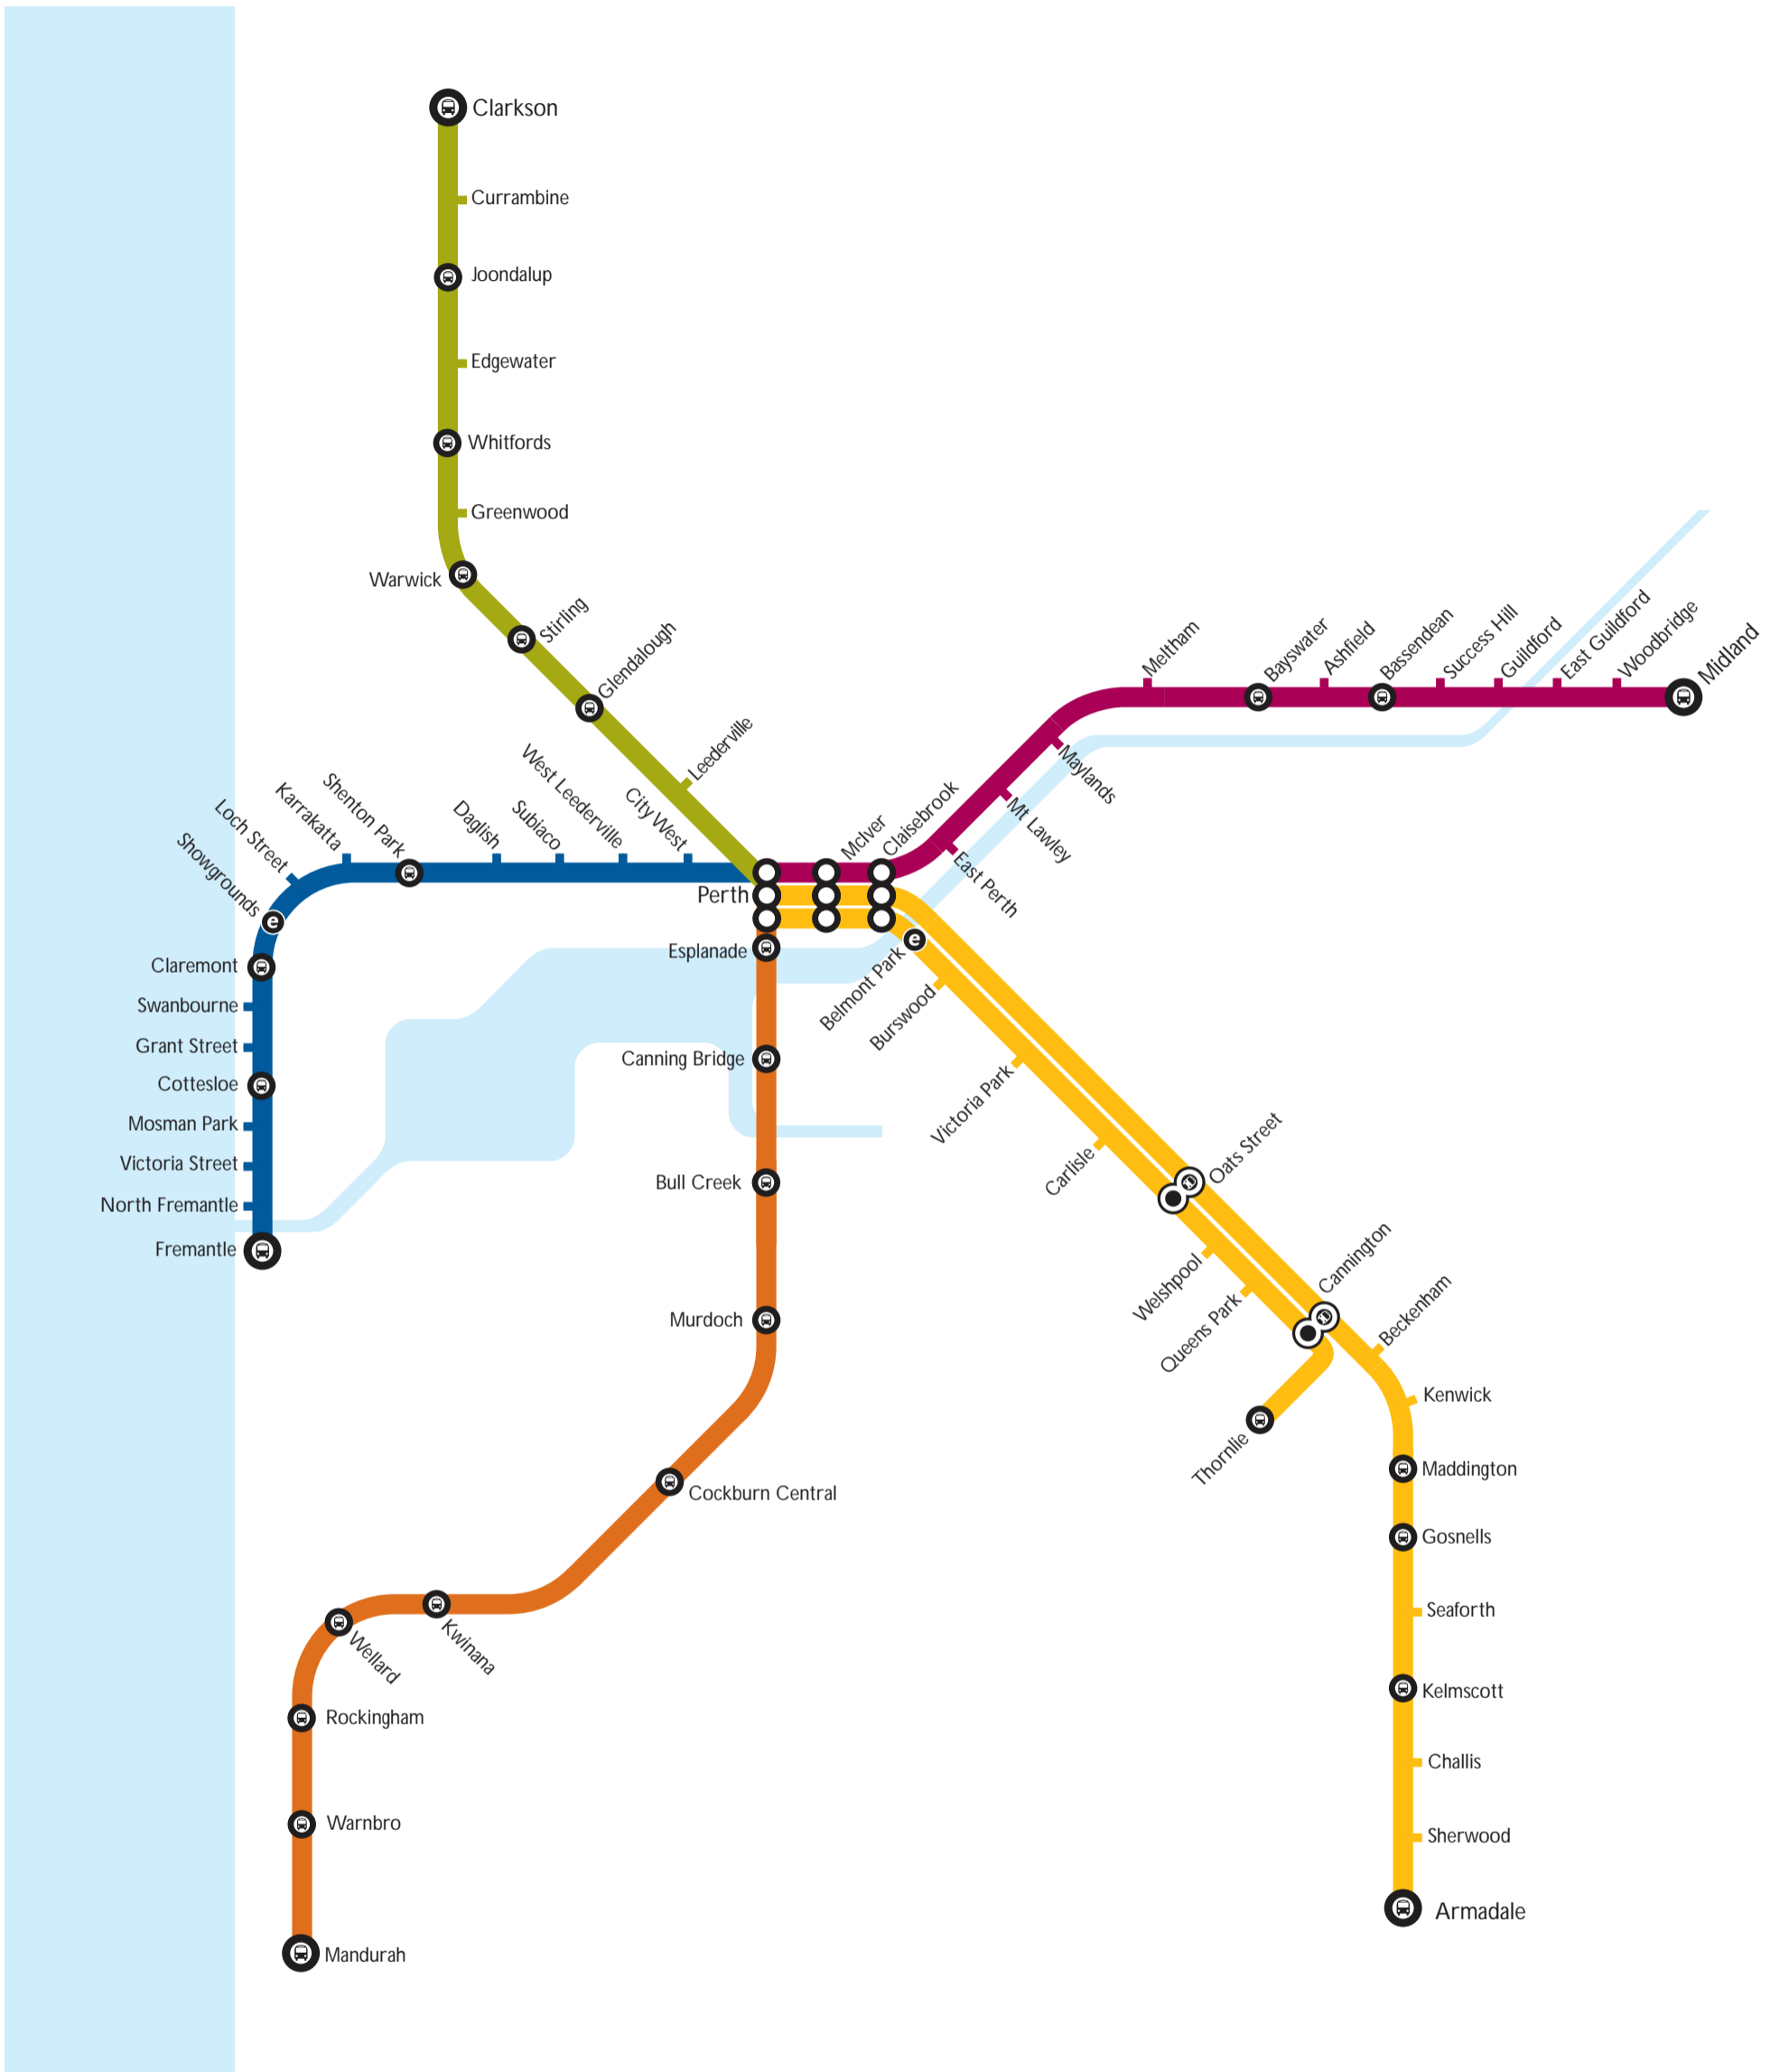 Clarkson
Currambine
Joondalup
Edgewater
Whitfords
Greenwood
Warwick
Stirling
Glendalough
Leederville
Showgrounds
Loch Street
Karrakatta
Shenton Park
Daglish
Subiaco
West Leederville
City West
Perth
McIver
Claisebrook
East Perth
Mt Lawley
Maylands
Meltham
Bayswater
Ashfield
Bassendean
Success Hill
Guildford
East Guildford
Woodbridge
Midland
Claremont
Swanbourne
Grant Street
Cottesloe
Mosman Park
Victoria Street
North Fremantle
Fremantle
Esplanade
Canning Bridge
Bull Creek
Murdoch
Cockburn Central
Kwinana
Wellard
Rockingham
Warnbro
Mandurah
e
e
Belmont Park
Burswood
Victoria Park
Carlisle
Oats Street
Welshpool
Queens Park
Cannington
Thornlie
Beckenham
Kenwick
Maddington
Gosnells
Seaforth
Kelmscott
Challis
Sherwood
Armadale